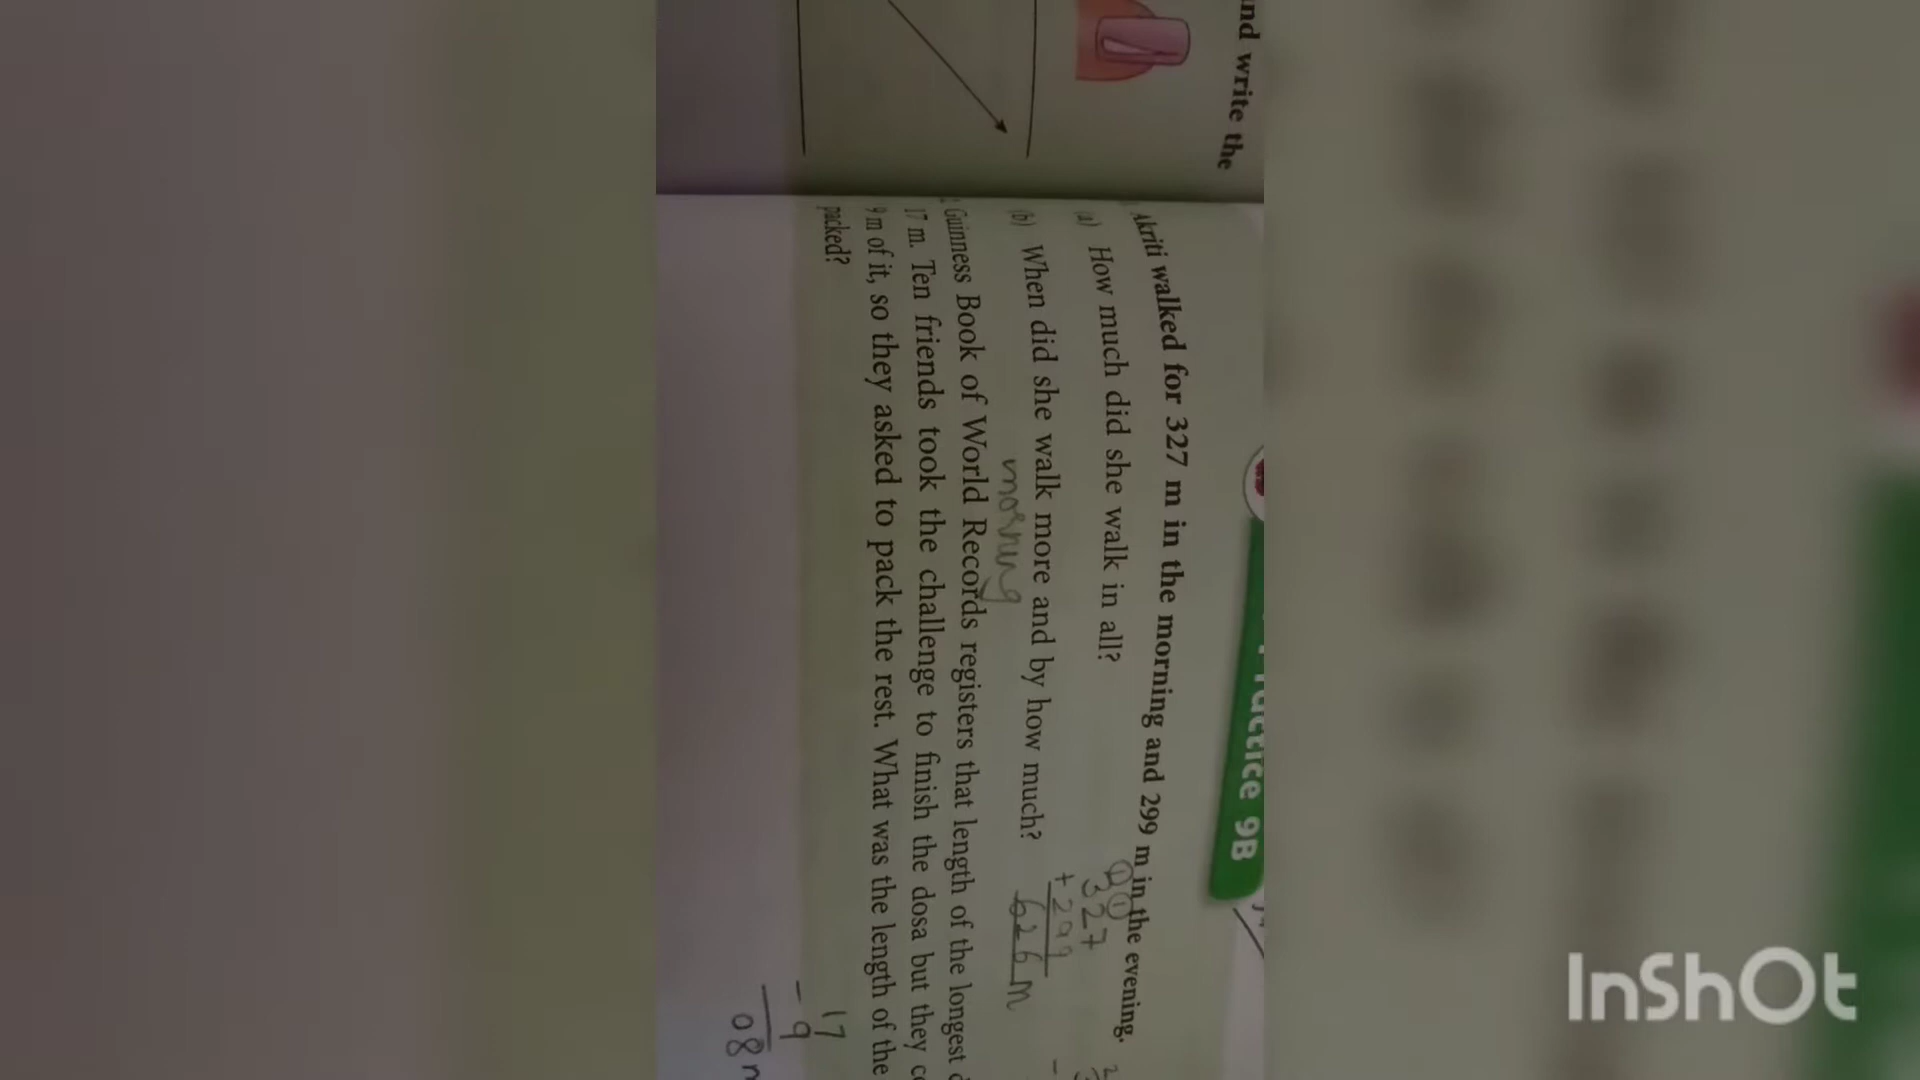 nd write the
Practice 9B
Akriti walked for 327 m in the morning and 299 m in the evening.
(a) How much did she walk in all?
327
+299
626 m
(b) When did she walk more and by how much?
morning
Guinness Book of World Records registers that length of the longest
17 m. Ten friends took the challenge to finish the dosa but they
9 m of it, so they asked to pack the rest. What was the length of the
packed?
17
- 9
08
InShOt